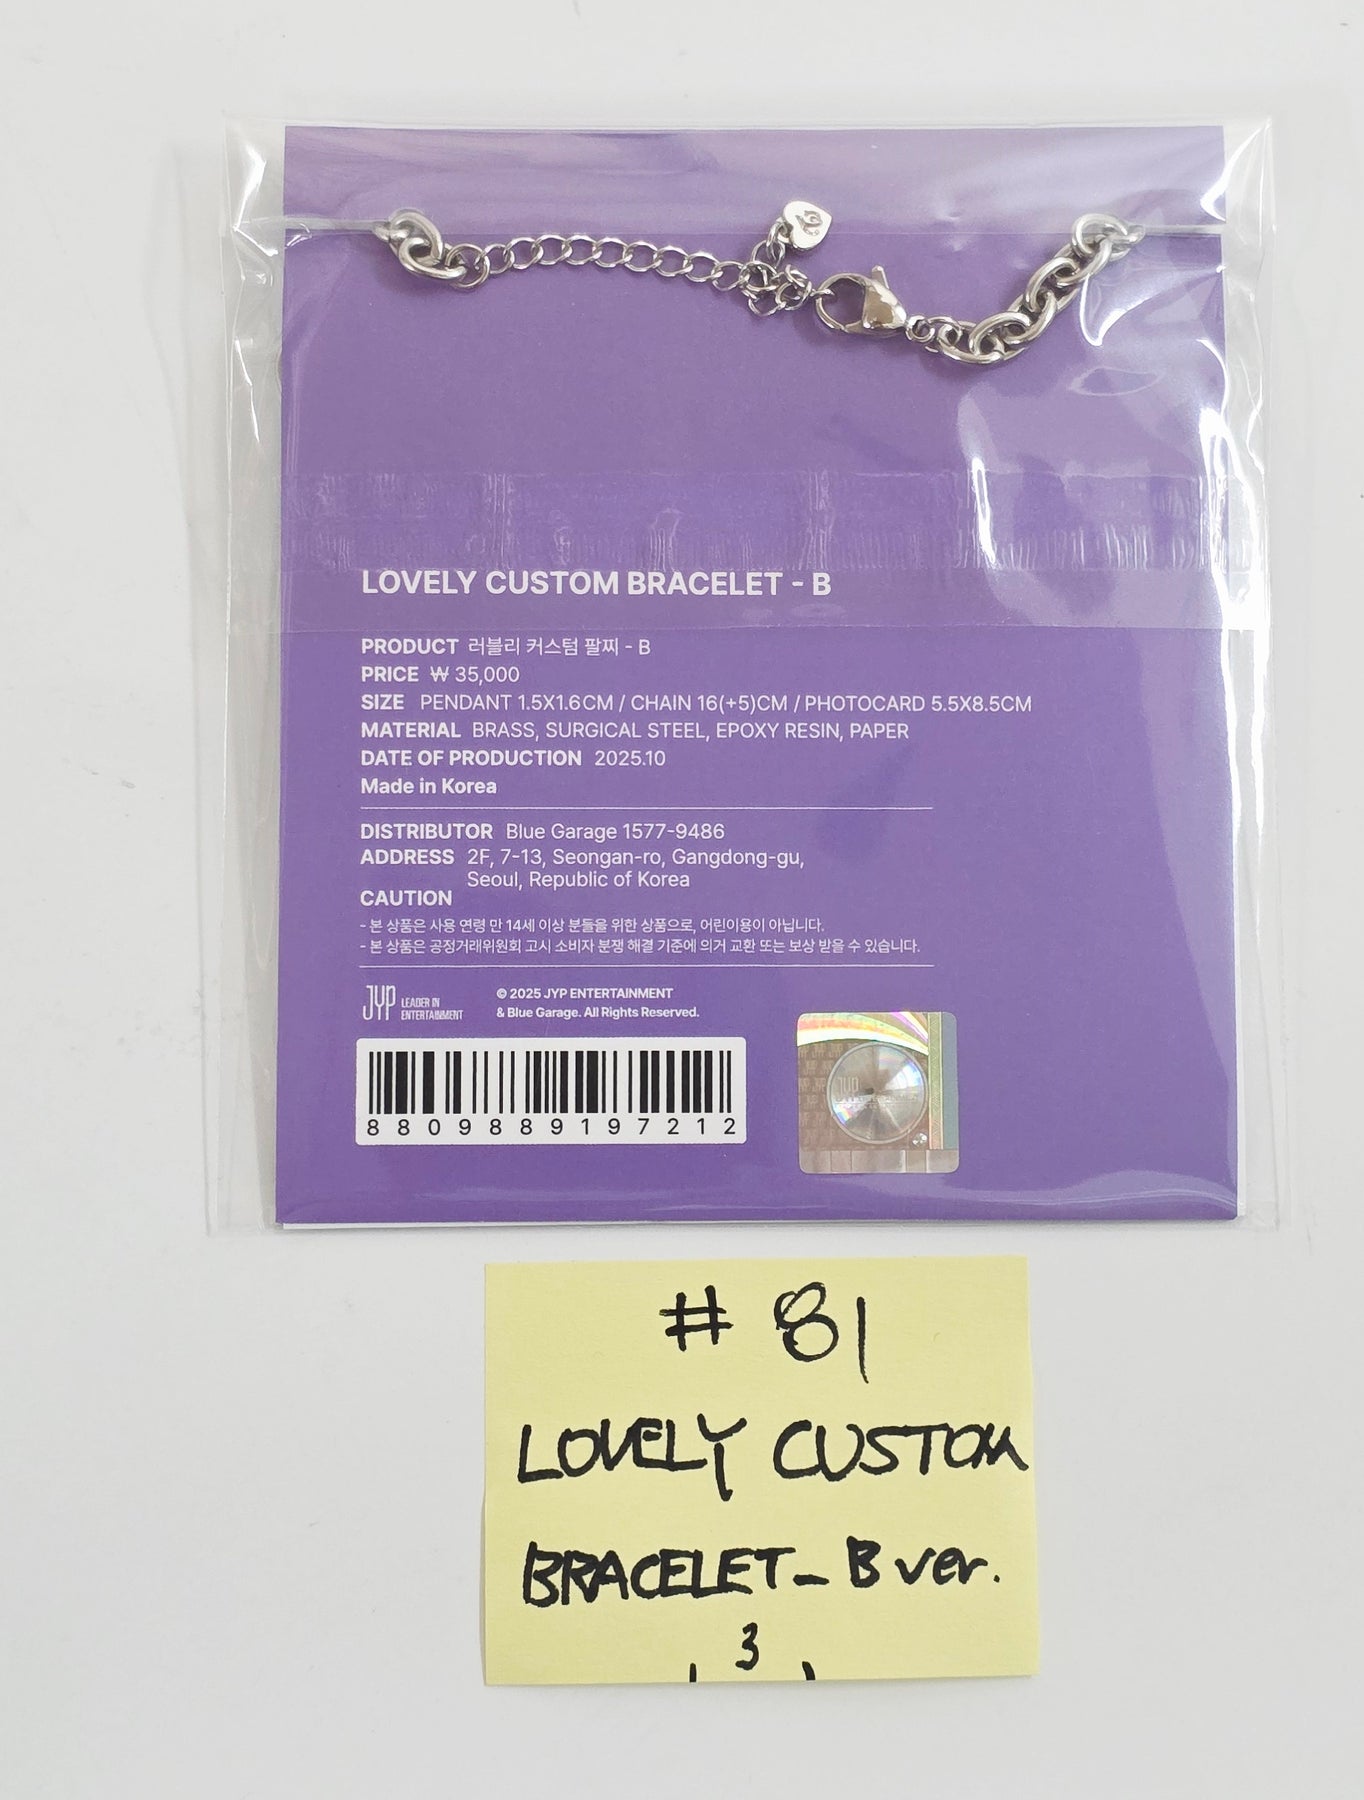 LOVELY CUSTOM BRACELET - B
PRODUCT 러블리 커스텀 팔찌 - B
PRICE ₩ 35,000
SIZE PENDANT 1.5X1.6CM / CHAIN 16(+5)CM / PHOTOCARD 5.5X8.5CM
MATERIAL BRASS, SURGICAL STEEL, EPOXY RESIN, PAPER
DATE OF PRODUCTION 2025.10
Made in Korea
DISTRIBUTOR Blue Garage 1577-9486
ADDRESS 2F, 7-13, Seongan-ro, Gangdong-gu,
Seoul, Republic of Korea
CAUTION
- 본 상품은 사용 연령 만 14세 이상 분들을 위한 상품으로, 어린이용이 아닙니다.
- 본 상품은 공정거래위원회 고시 소비자 분쟁 해결 기준에 의거 교환 또는 보상 받을 수 있습니다.
JYP LEADER IN
ENTERTAINMENT
© 2025 JYP ENTERTAINMENT
& Blue Garage. All Rights Reserved.
8809889197212
JYP
# 81
LOVELY CUSTOM
BRACELET_B ver.
3